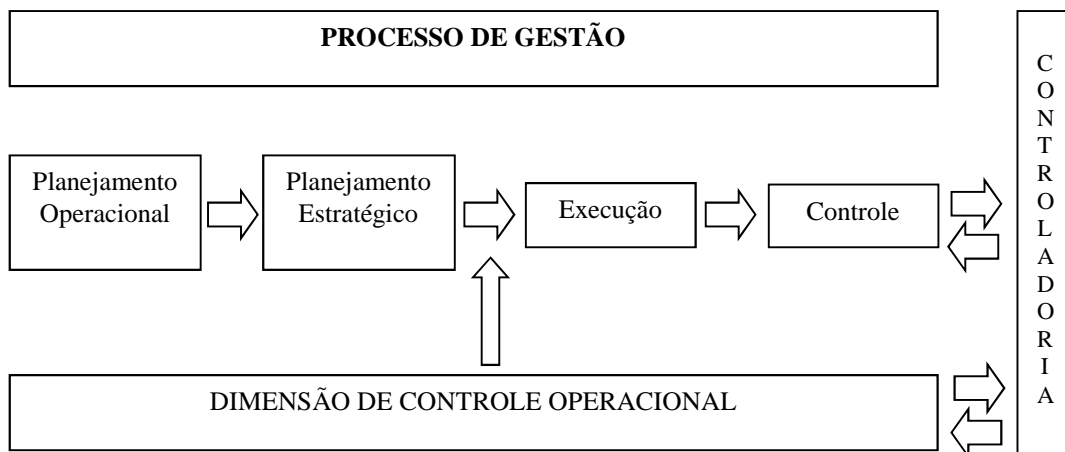 PROCESSO DE GESTÃO
Planejamento
Operacional
Planejamento
Estratégico
Execução
Controle
DIMENSÃO DE CONTROLE OPERACIONAL
C
O
N
T
R
O
L
A
D
O
R
I
A